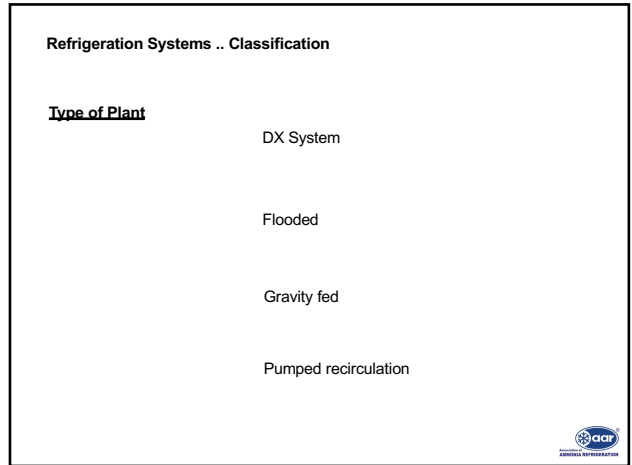 Refrigeration Systems .. Classification
Type of Plant
DX System
Flooded
Gravity fed
Pumped recirculation
aar®
Association of
AMMONIA REFRIGERATION